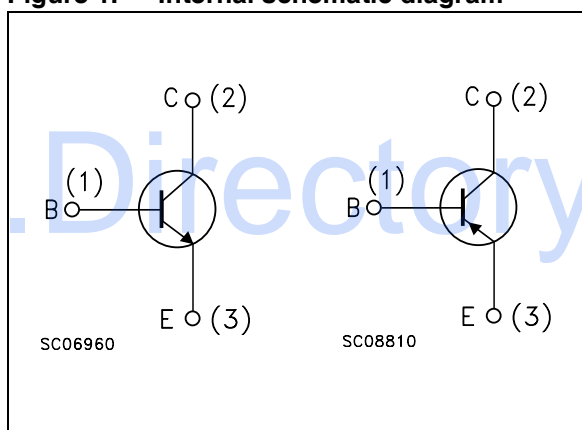 Figure 1. Internal schematic diagram
C (2)
C (2)
.Directory
(1)
B
(1)
B
E (3)
E (3)
SC06960
SC08810